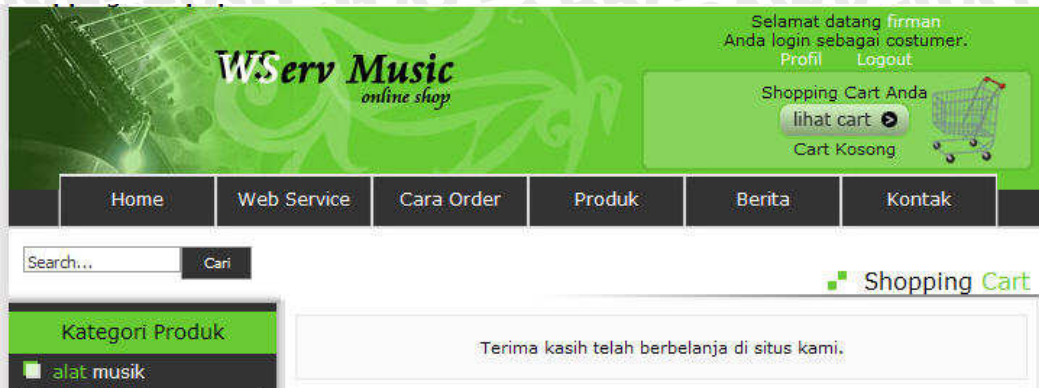 Selamat datang firman
Anda login sebagai costumer.
Profil Logout
WServ Music
online shop
Shopping Cart Anda
lihat cart
Cart Kosong
Home Web Service Cara Order Produk Berita Kontak
Search... Cari
Shopping Cart
Kategori Produk
Terima kasih telah berbelanja di situs kami.
alat musik